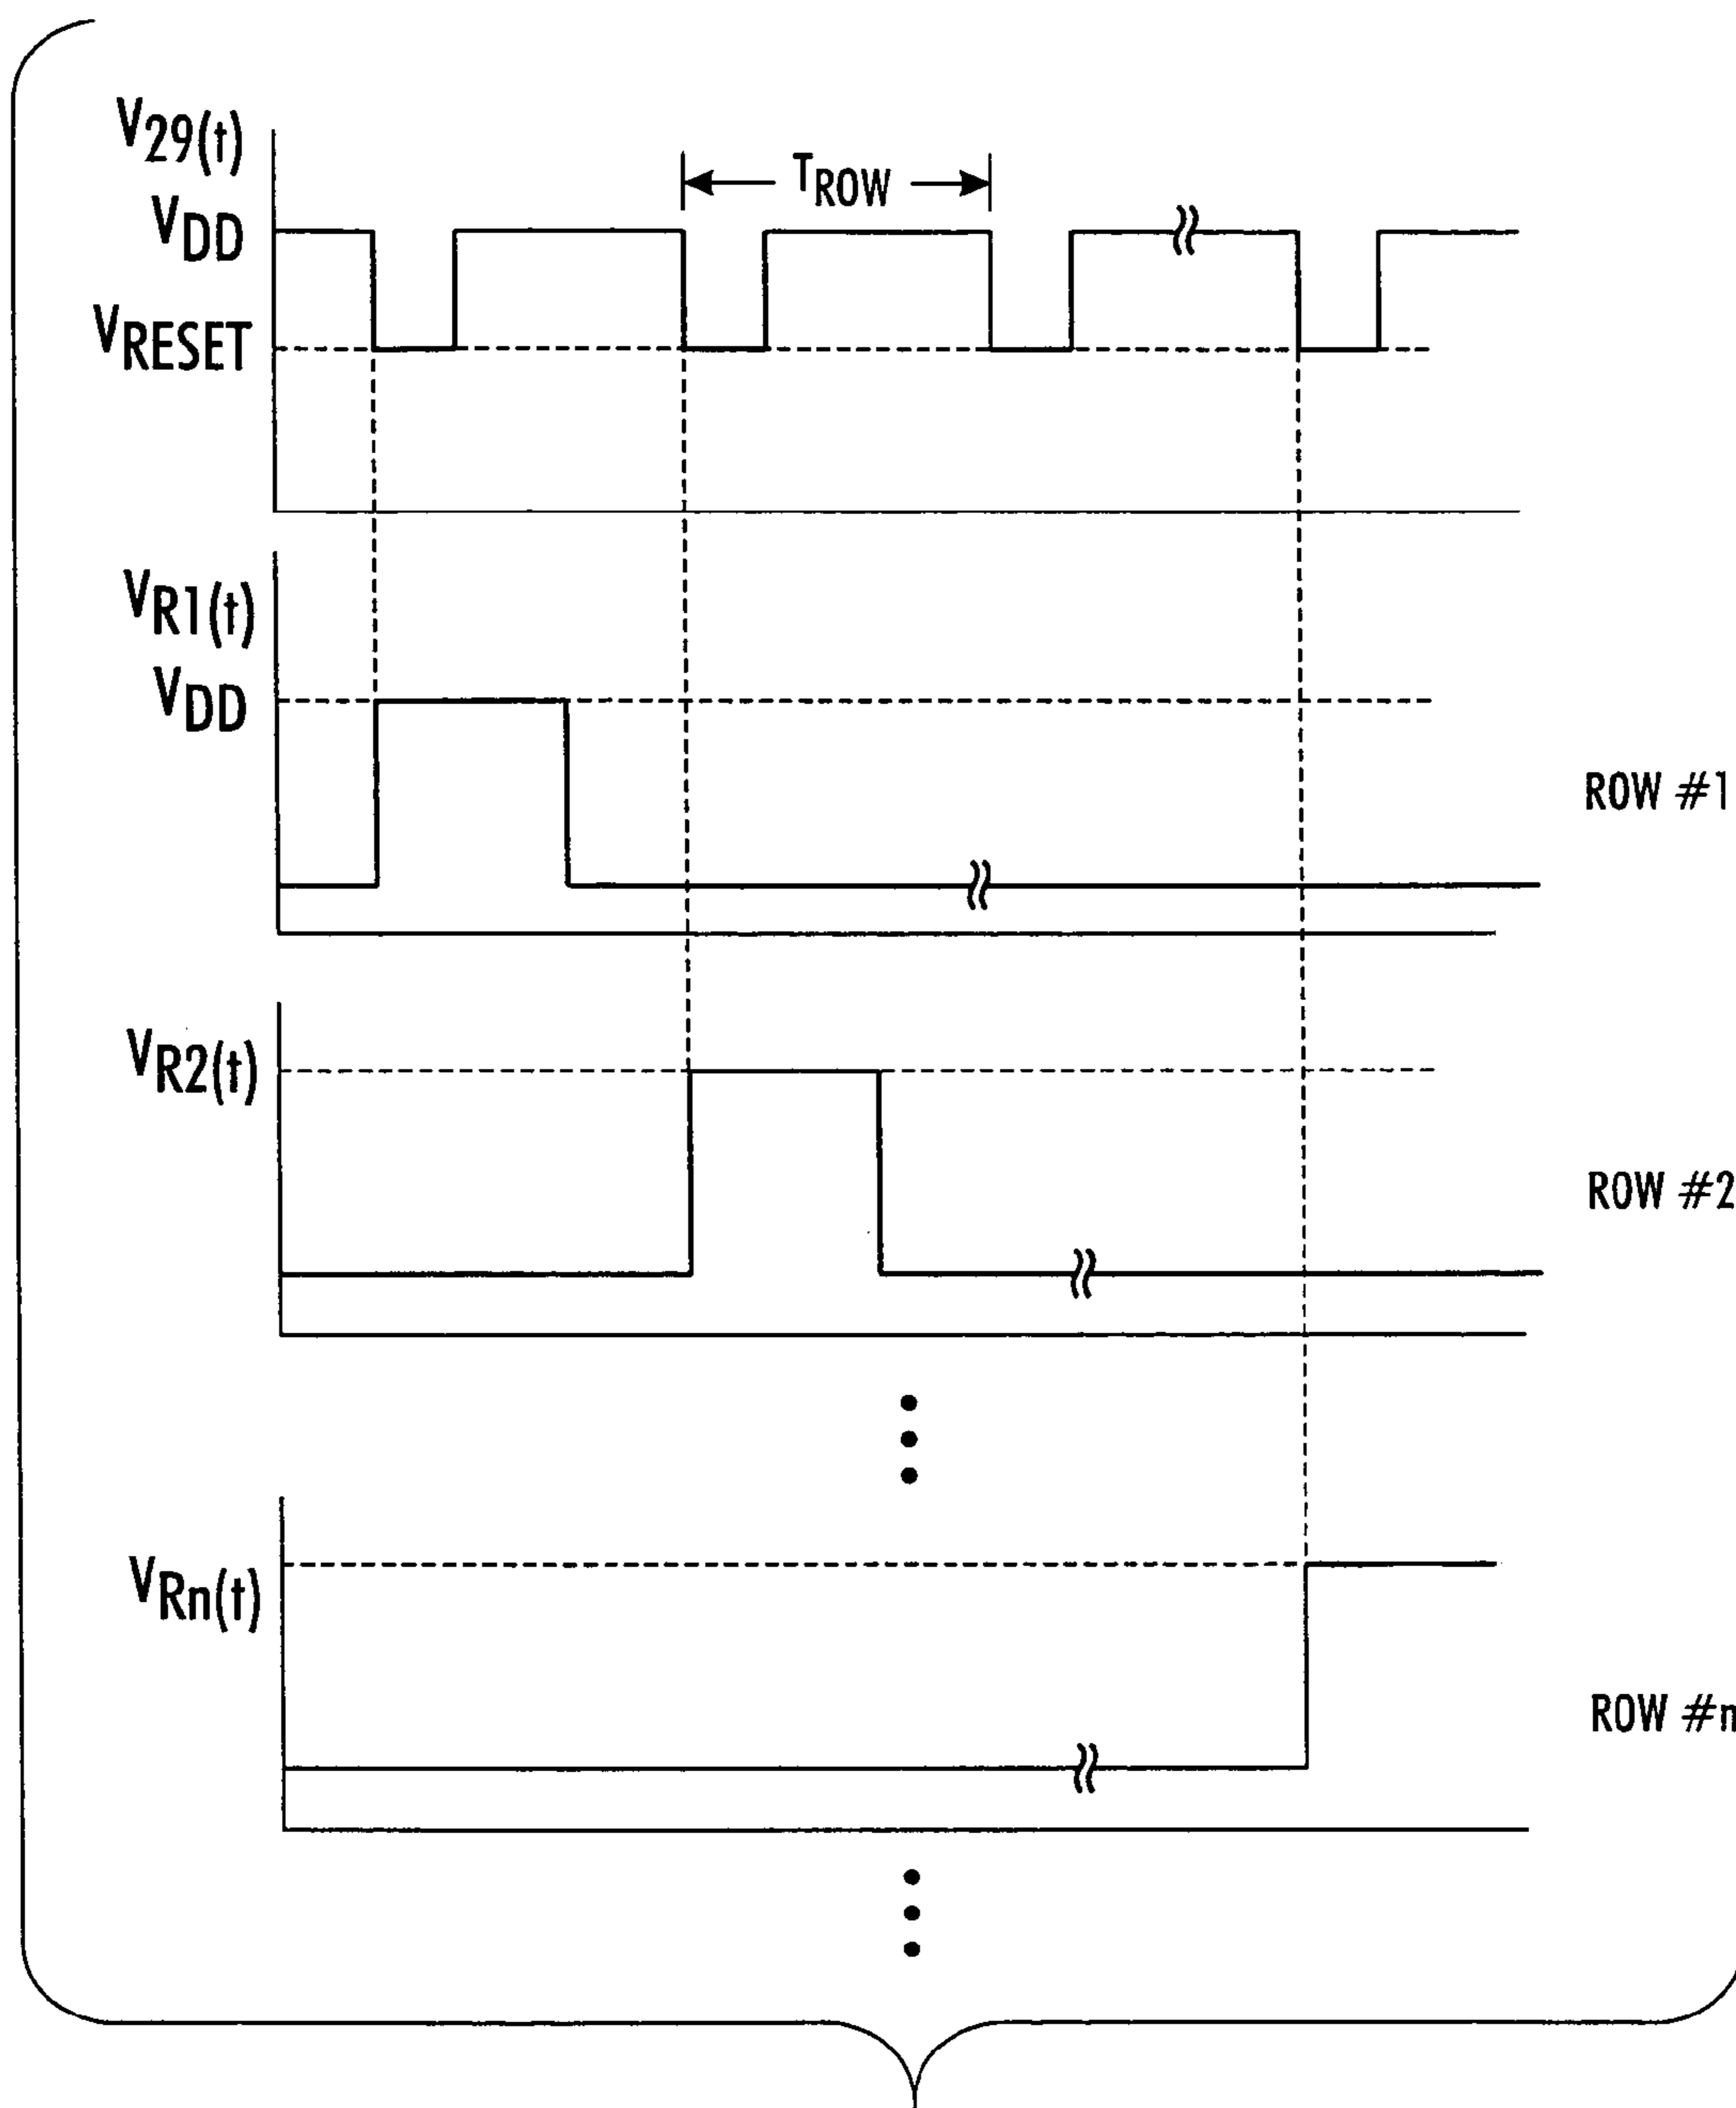 V29(t)
TROW
VDD
VRESET
VR1(t)
VDD
ROW #1
VR2(t)
ROW #2
VRn(t)
ROW #n